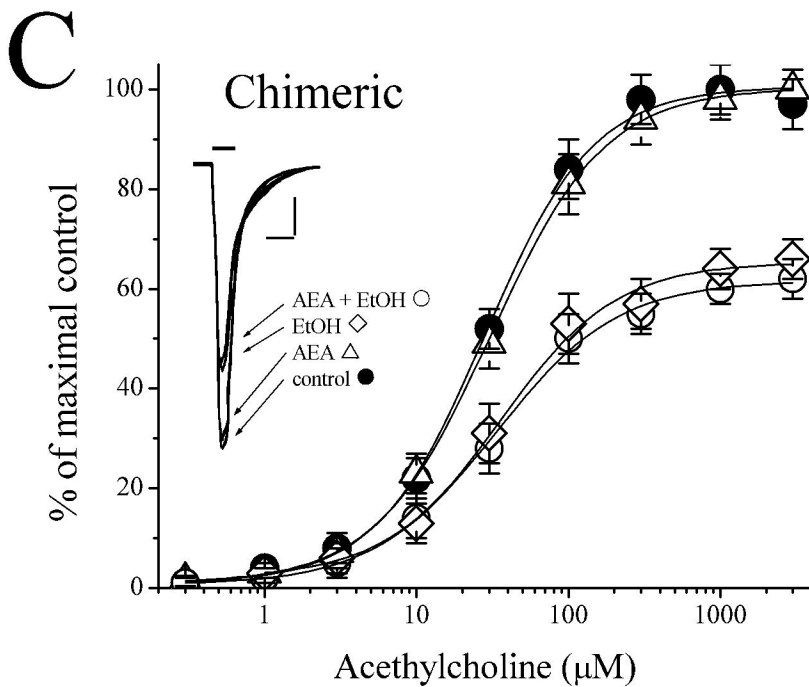 C
Chimeric
% of maximal control
100
80
60
40
20
0
AEA + EtOH
EtOH
AEA
control
1
10
100
1000
Acethylcholine (μM)